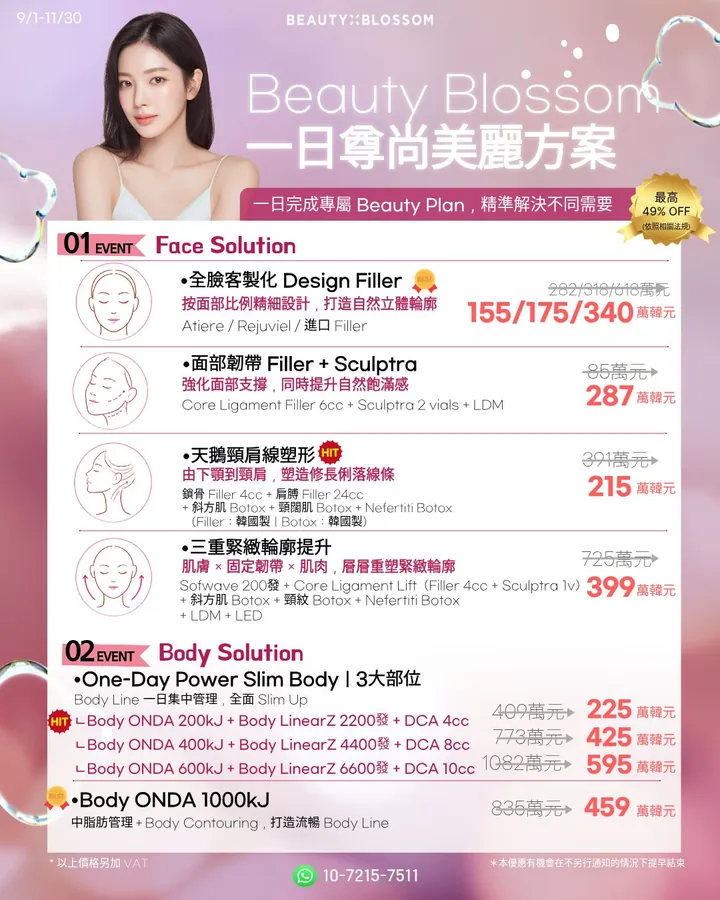 9/1-11/30
BEAUTY BLOSSOM
Beauty Blossom
一日尊尚美麗方案
一日完成專屬 Beauty Plan , 精準解決不同需要
最高
49% OFF
(依照相關法規)
01 EVENT Face Solution
•全臉客製化 Design Filler BEST
282/318/618萬元
按面部比例精細設計 , 打造自然立體輪廓
155/175/340 萬韓元
Atiere / Rejuviel / 進口 Filler
•面部韌帶 Filler + Sculptra
85萬元
強化面部支撐 , 同時提升自然飽滿感
287 萬韓元
Core Ligament Filler 6cc + Sculptra 2 vials + LDM
•天鵝頸肩線塑形 HIT
391萬元
由下顎到頸肩 , 塑造修長俐落線條
215 萬韓元
鎖骨 Filler 4cc + 肩膊 Filler 24cc
+ 斜方肌 Botox + 頸闊肌 Botox + Nefertiti Botox
(Filler : 韓國製 | Botox : 韓國製)
•三重緊緻輪廓提升
725萬元
肌膚 × 固定韌帶 × 肌肉 , 層層重塑緊緻輪廓
399 萬韓元
Sofwave 200發 + Core Ligament Lift (Filler 4cc + Sculptra 1v)
+ 斜方肌 Botox + 頸紋 Botox + Nefertiti Botox
+ LDM + LED
02 EVENT Body Solution
•One-Day Power Slim Body | 3大部位
Body Line 一日集中管理 , 全面 Slim Up
HIT ㄴBody ONDA 200kJ + Body LinearZ 2200發 + DCA 4cc 409萬元 225 萬韓元
ㄴBody ONDA 400kJ + Body LinearZ 4400發 + DCA 8cc 773萬元 425 萬韓元
ㄴBody ONDA 600kJ + Body LinearZ 6600發 + DCA 10cc 1082萬元 595 萬韓元
BEST •Body ONDA 1000kJ
835萬元 459 萬韓元
中脂肪管理 + Body Contouring , 打造流暢 Body Line
* 以上價格另加 VAT
*本優惠有機會在不另行通知的情況下提早結束
10-7215-7511